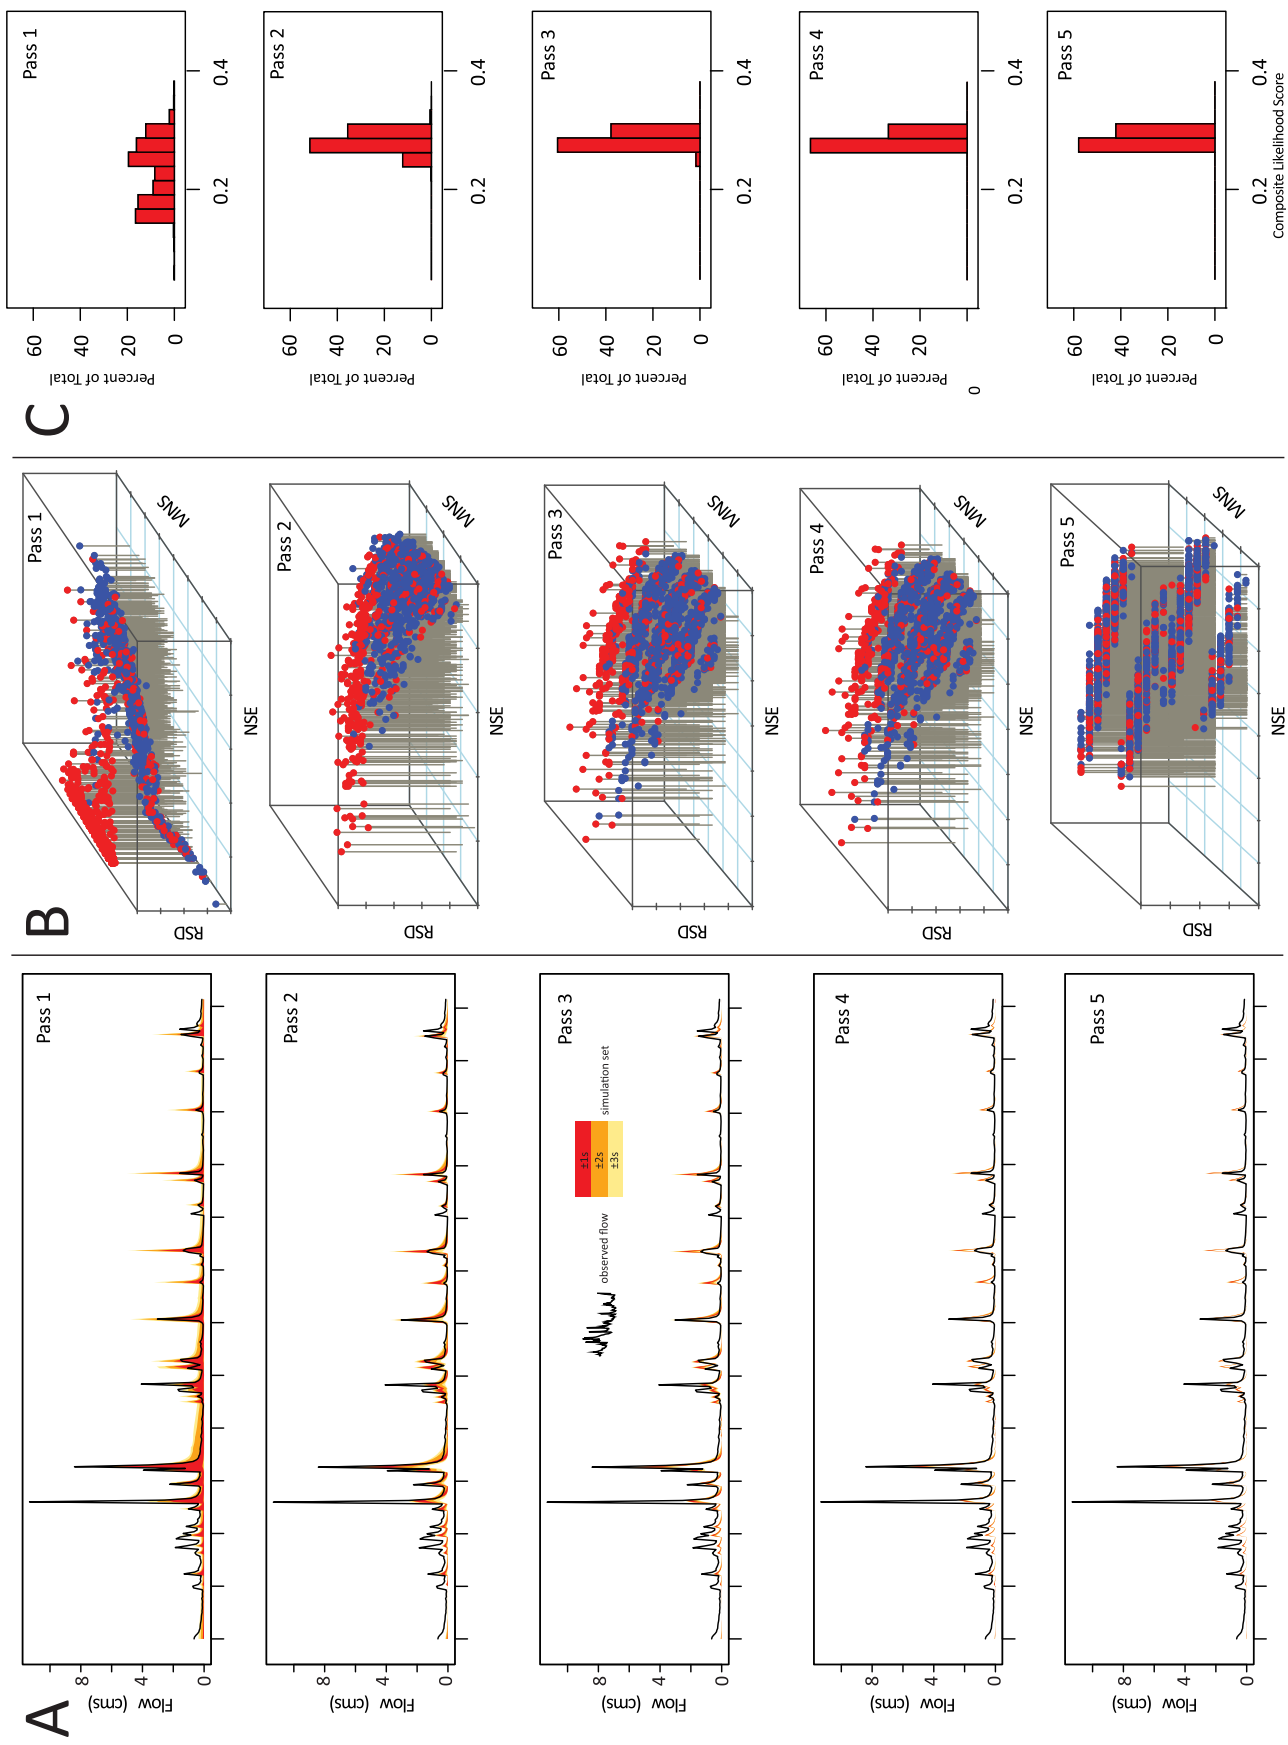 A
Pass 1
Flow (cms)
0 4 8
Pass 2
Flow (cms)
0 4 8
Pass 3
observed flow
±1s
±2s
±3s
simulation set
Flow (cms)
0 4 8
Pass 4
Flow (cms)
0 4 8
Pass 5
Flow (cms)
0 4 8
B
Pass 1
RSD
NSE
MNS
Pass 2
RSD
NSE
MNS
Pass 3
RSD
NSE
MNS
Pass 4
RSD
NSE
MNS
Pass 5
RSD
NSE
MNS
C
Pass 1
Percent of Total
0 20 40 60
0.2 0.4
Pass 2
Percent of Total
0 20 40 60
0.2 0.4
Pass 3
Percent of Total
0 20 40 60
0.2 0.4
Pass 4
Percent of Total
0 20 40 60
0
0.2 0.4
Pass 5
Percent of Total
0 20 40 60
0.2 0.4
Composite Likelihood Score